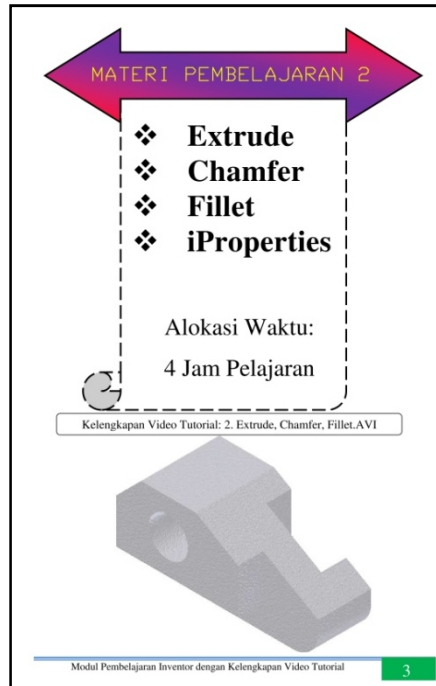 MATERI PEMBELAJARAN 2
❖ Extrude
❖ Chamfer
❖ Fillet
❖ iProperties
Alokasi Waktu:
4 Jam Pelajaran
Kelengkapan Video Tutorial: 2. Extrude, Chamfer, Fillet.AVI
Modul Pembelajaran Inventor dengan Kelengkapan Video Tutorial
3